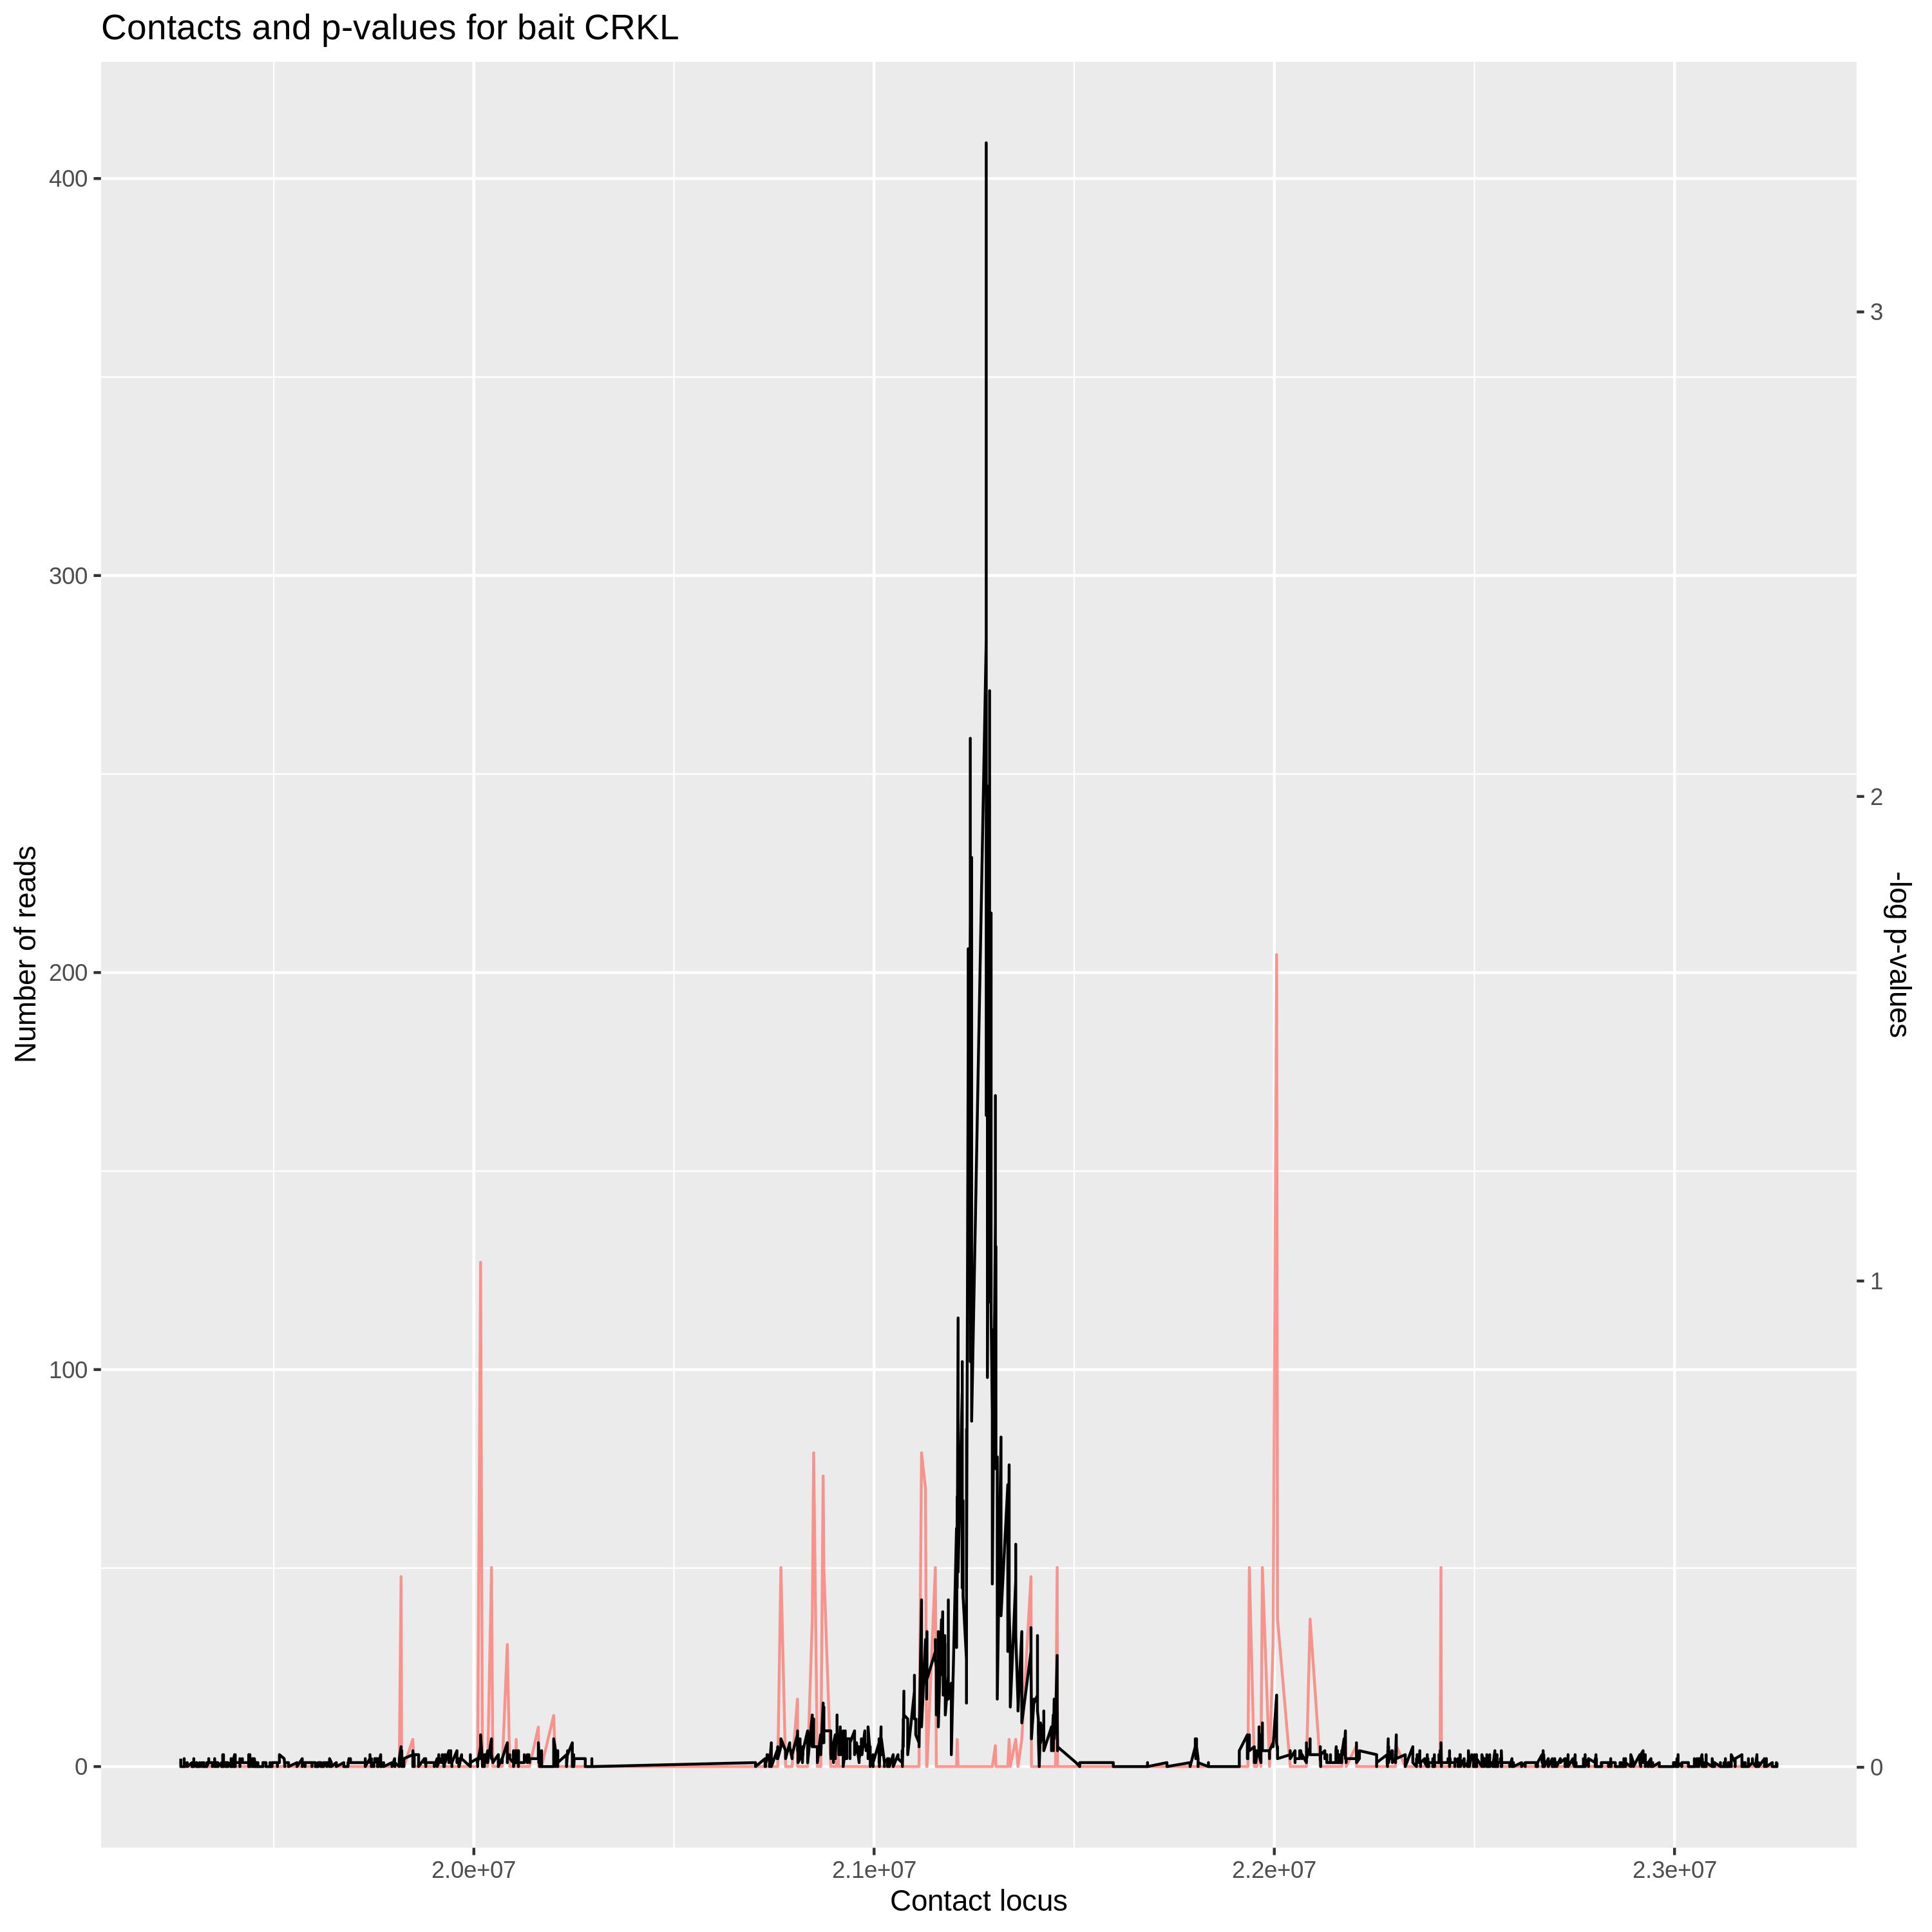 Contacts and p-values for bait CRKL
400
300
200
100
0
Number of reads
3
2
1
0
-log p-values
2.0e+07
2.1e+07
2.2e+07
2.3e+07
Contact locus